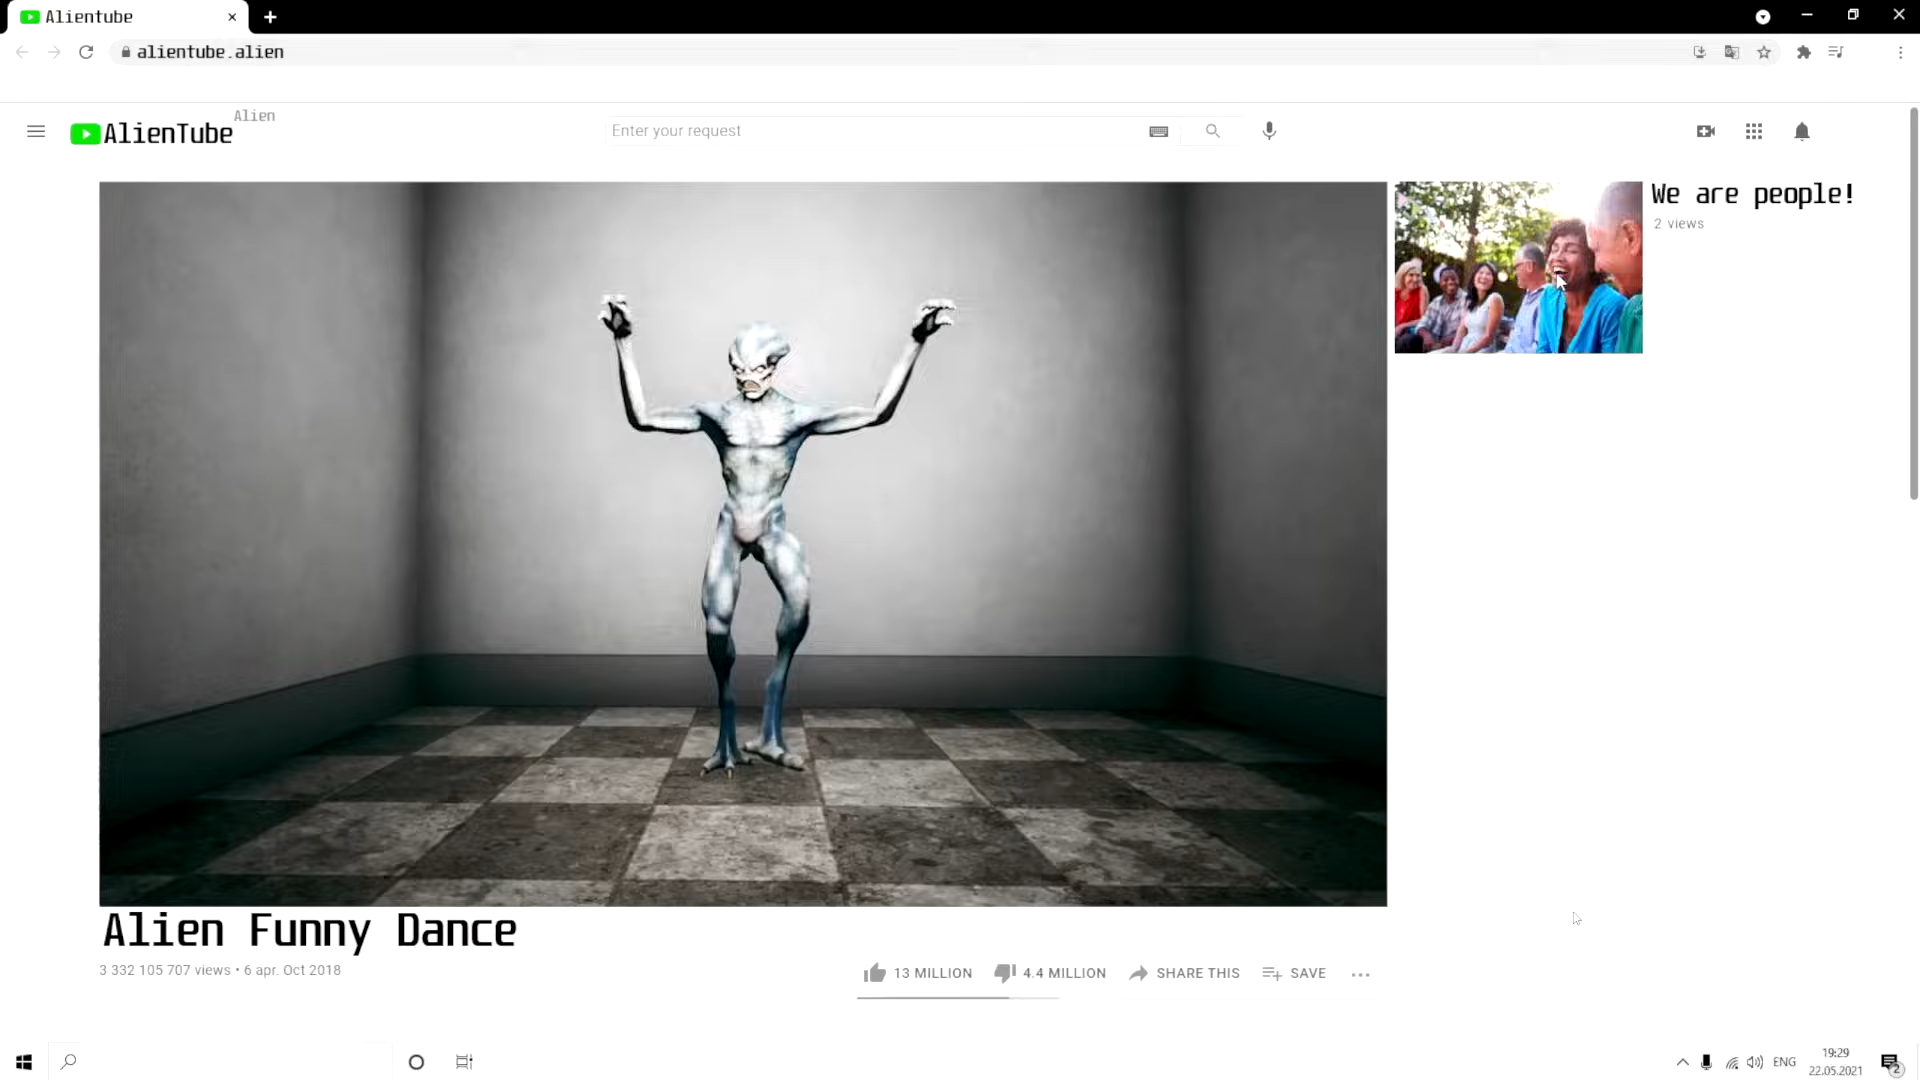 Alientube
alientube.alien
AlienTube
Alien
Enter your request
We are people!
2 views
Alien Funny Dance
3 332 105 707 views • 6 apr. Oct 2018
13 MILLION
4.4 MILLION
SHARE THIS
SAVE
ENG
19:29
22.05.2021
2